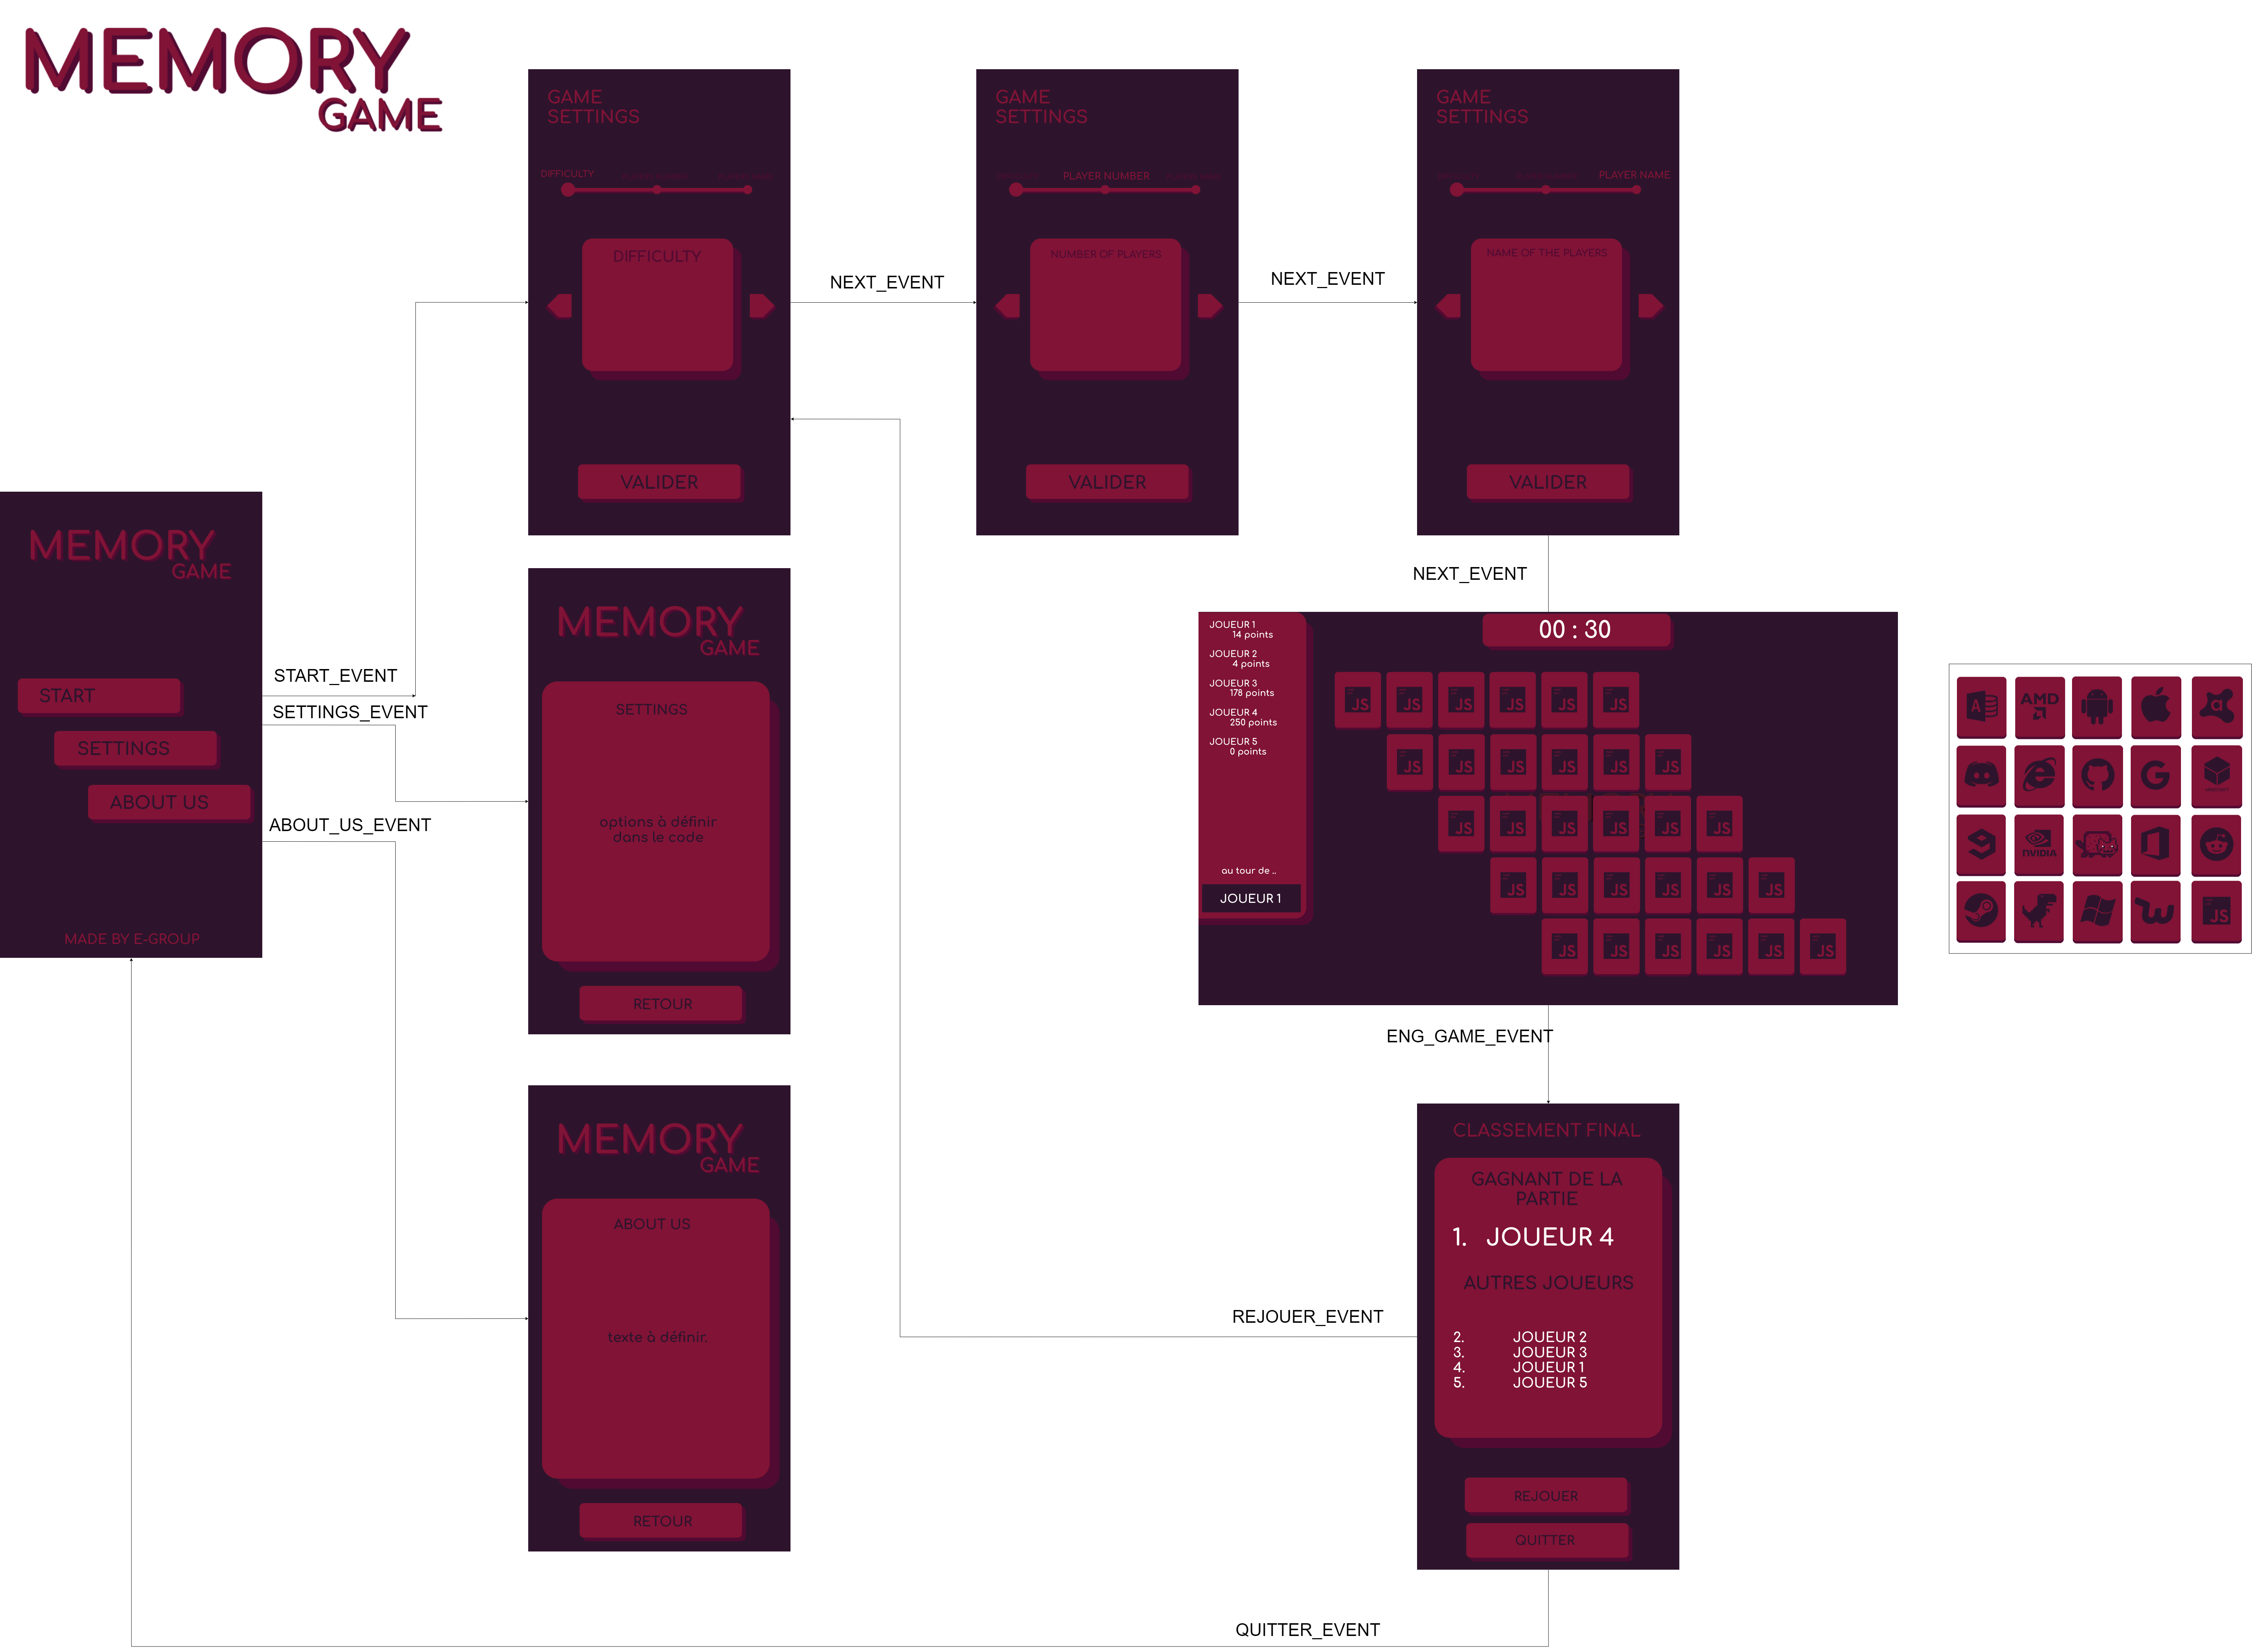 MEMORY
GAME
GAME
SETTINGS
DIFFICULTY
DIFFICULTY
VALIDER
NEXT_EVENT
GAME
SETTINGS
PLAYER NUMBER
NUMBER OF PLAYERS
VALIDER
NEXT_EVENT
GAME
SETTINGS
PLAYER NAME
NAME OF THE PLAYERS
VALIDER
NEXT_EVENT
MEMORY
GAME
START
SETTINGS
ABOUT US
MADE BY E-GROUP
START_EVENT
SETTINGS_EVENT
ABOUT_US_EVENT
MEMORY
GAME
SETTINGS
options à définir
dans le code
RETOUR
MEMORY
GAME
ABOUT US
texte à définir.
RETOUR
JOUEUR 1
14 points
JOUEUR 2
4 points
JOUEUR 3
178 points
JOUEUR 4
250 points
JOUEUR 5
0 points
au tour de ..
JOUEUR 1
00 : 30
JS JS JS JS JS JS
JS JS JS JS JS JS
JS JS JS JS JS JS
JS JS JS JS JS JS
JS JS JS JS JS JS
A
AMD
a
G
NVIDIA
JS
ENG_GAME_EVENT
CLASSEMENT FINAL
GAGNANT DE LA
PARTIE
1. JOUEUR 4
AUTRES JOUEURS
2. JOUEUR 2
3. JOUEUR 3
4. JOUEUR 1
5. JOUEUR 5
REJOUER
QUITTER
REJOUER_EVENT
QUITTER_EVENT